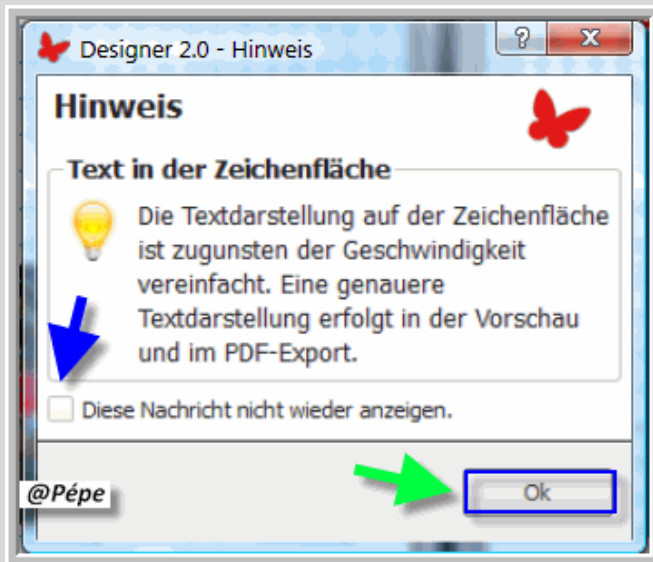 Designer 2.0 - Hinweis
?
X
Hinweis
Text in der Zeichenfläche
Die Textdarstellung auf der Zeichenfläche
ist zugunsten der Geschwindigkeit
vereinfacht. Eine genauere
Textdarstellung erfolgt in der Vorschau
und im PDF-Export.
Diese Nachricht nicht wieder anzeigen.
@Pépe
Ok